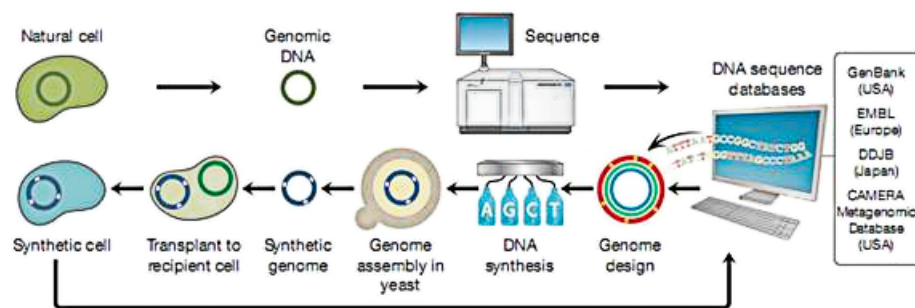 Natural cell
Genomic
DNA
Sequence
DNA sequence
databases
GenBank
(USA)
EMBL
(Europe)
DDJB
(Japan)
CAMERA
Metagenomic
Database
(USA)
A G C T
Synthetic cell
Transplant to
recipient cell
Synthetic
genome
Genome
assembly in
yeast
DNA
synthesis
Genome
design